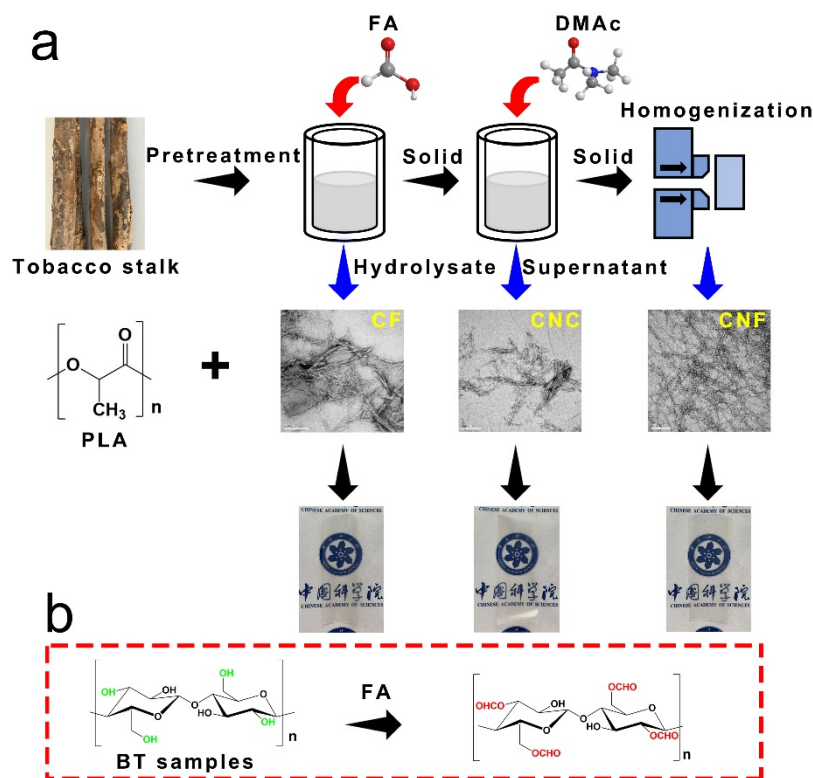 a
FA
DMAc
Homogenization
Pretreatment
Solid
Solid
Tobacco stalk
Hydrolysate
Supernatant
CF
CNC
CNF
O
O
CH₃
n
PLA
+
CHINESE ACADEMY OF SCIENCES
中国科学院
CHINESE ACADEMY OF SCIENCES
CHINESE ACADEMY OF SCIENCES
中国科学院
CHINESE ACADEMY OF SCIENCES
CHINESE ACADEMY OF SCIENCES
中国科学院
CHINESE ACADEMY OF SCIENCES
b
OH OH OH O
O O HO OH O
OH
n
BT samples
FA
OCHO
OHCO OH O
O O HO OCHO O
OCHO
n